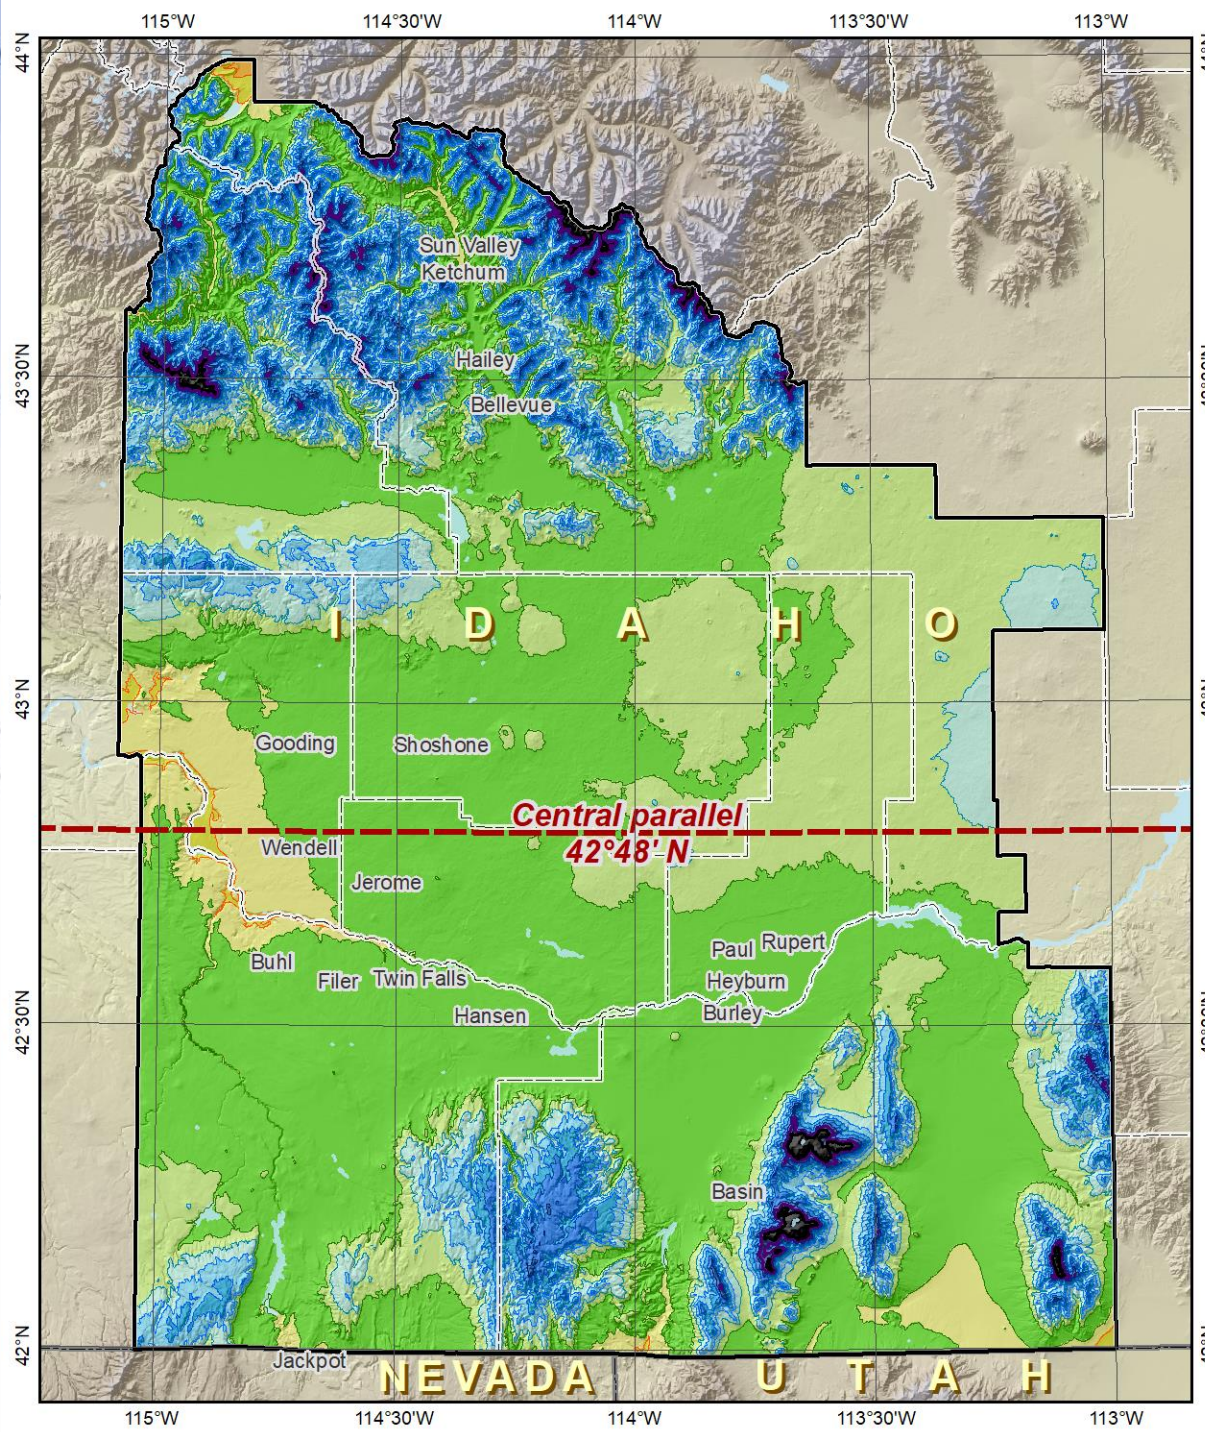 115°W 114°30'W 114°W 113°30'W 113°W
44°N
Sun Valley
Ketchum
43°30'N
Hailey
Bellevue
I D A H O
43°N
Gooding Shoshone
Central parallel
42°48' N
Wendell
Jerome
Paul Rupert
Buhl
Filer Twin Falls Heyburn
Hansen Burley
42°30'N
Basin
42°N
Jackpot
NEVADA UTAH
115°W 114°30'W 114°W 113°30'W 113°W